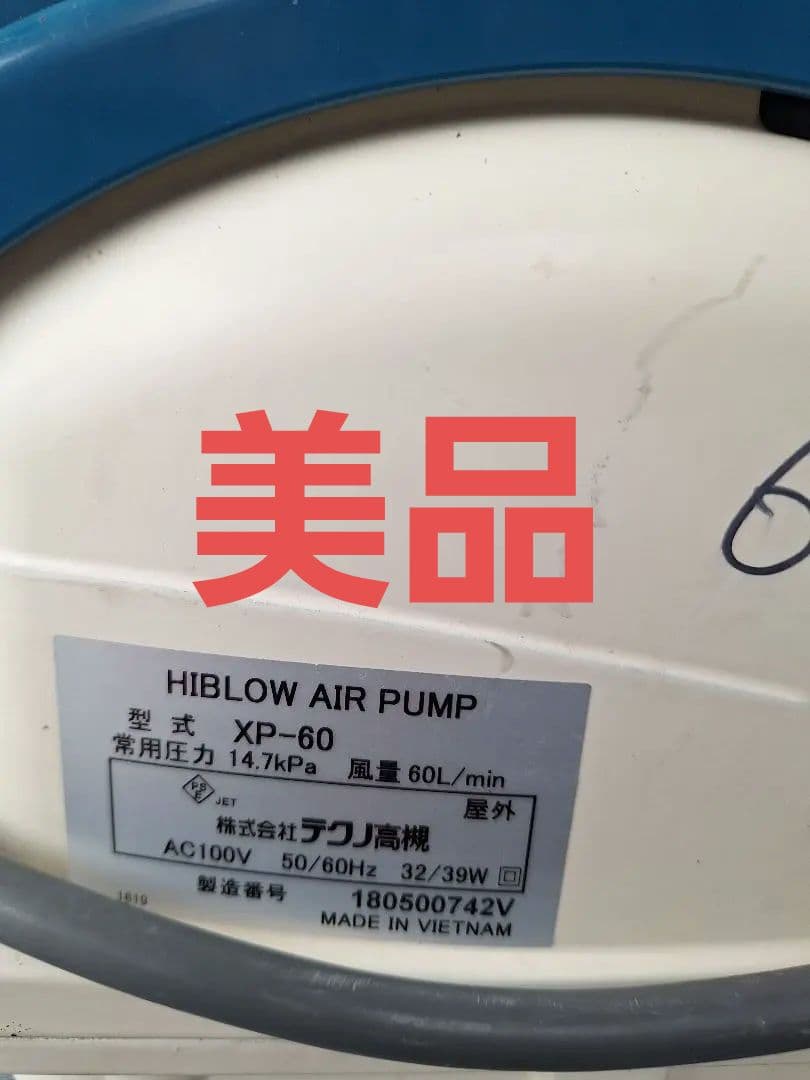 美品
6
HIBLOW AIR PUMP
型式 XP-60
常用圧力 14.7kPa 風量 60L/min
PSE JET 屋外
株式会社テクノ高槻
AC100V 50/60Hz 32/39W
製造番号 180500742V
1619
MADE IN VIETNAM